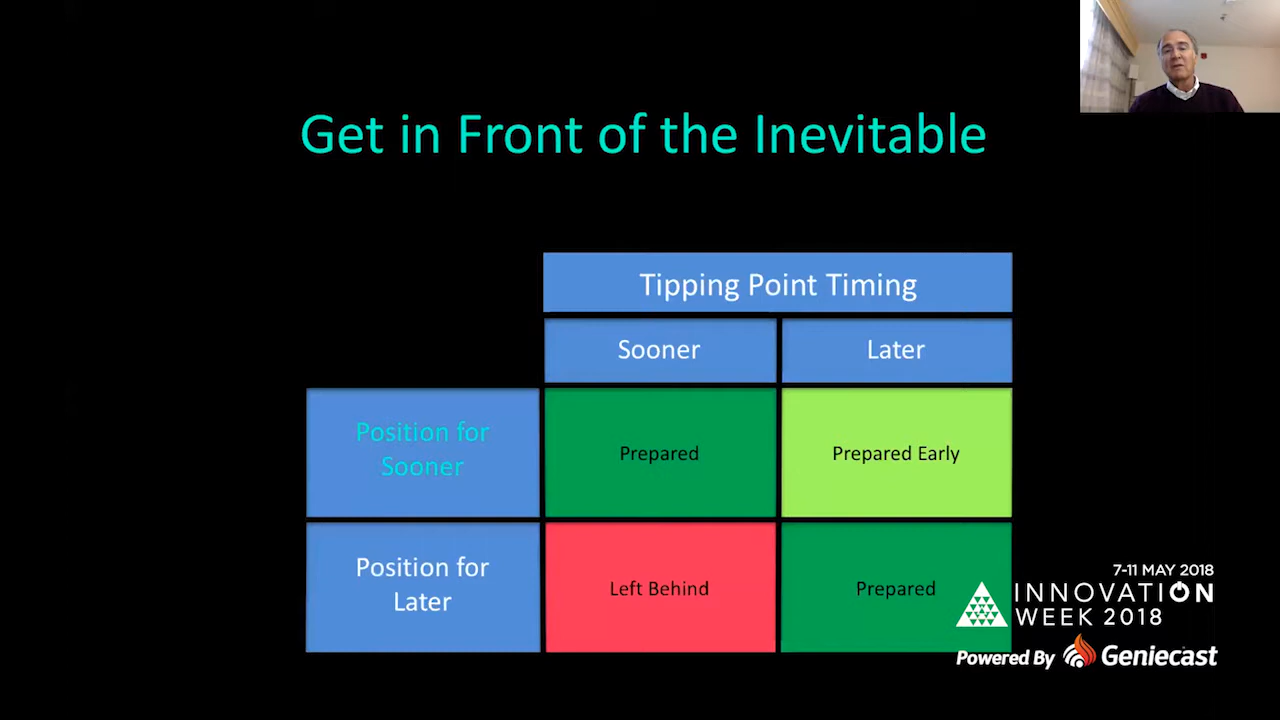 Get in Front of the Inevitable
Tipping Point Timing
Sooner
Later
Position for
Sooner
Prepared
Prepared Early
Position for
Later
Left Behind
Prepared
7-11 MAY 2018
INNOVATION
WEEK 2018
Powered By Geniecast